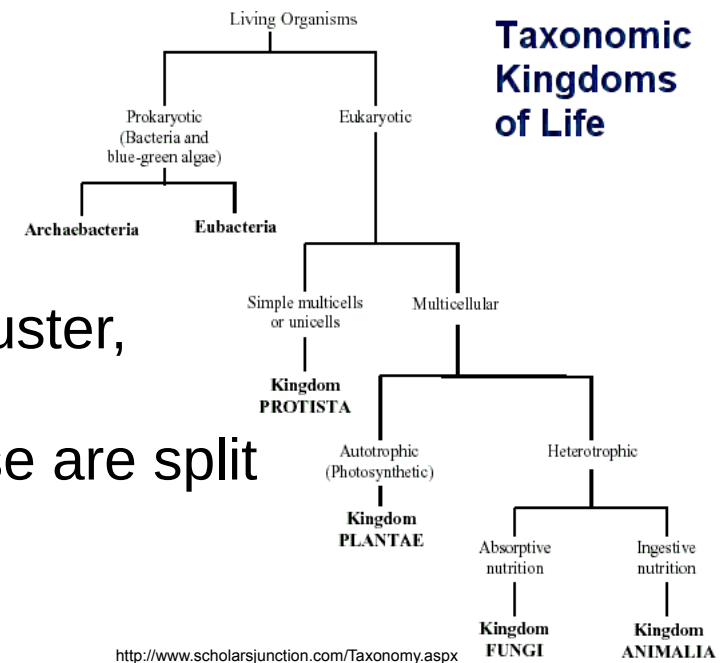 Living Organisms
Taxonomic
Kingdoms
of Life
Prokaryotic
(Bacteria and
blue-green algae)
Eukaryotic
Archaebacteria
Eubacteria
Simple multicells
or unicells
Multicellular
uster,
Kingdom
PROTISTA
se are split
Autotrophic
(Photosynthetic)
Heterotrophic
Kingdom
PLANTAE
Absorptive
nutrition
Ingestive
nutrition
Kingdom
FUNGI
Kingdom
ANIMALIA
http://www.scholarsjunction.com/Taxonomy.aspx